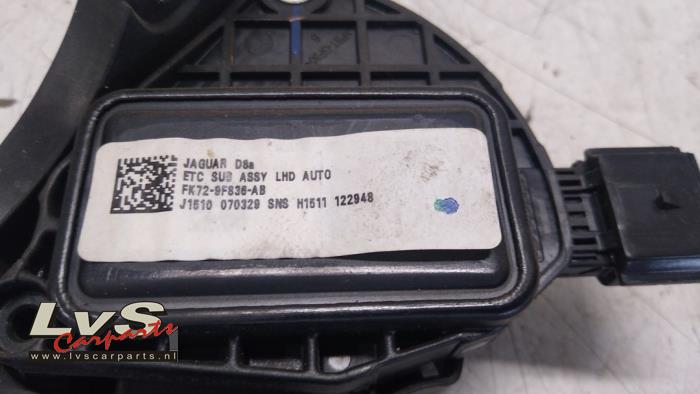 JAGUAR D8a
ETC SUB ASSY LHD AUTO
FK72-9F836-AB
J1510 070329 SNS H1511 122948
LvS
Carparts
www.lvscarparts.nl